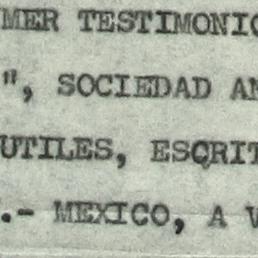 MER TESTIMONIO
", SOCIEDAD AN
UTILES, ESCRIT
.- MEXICO, A V